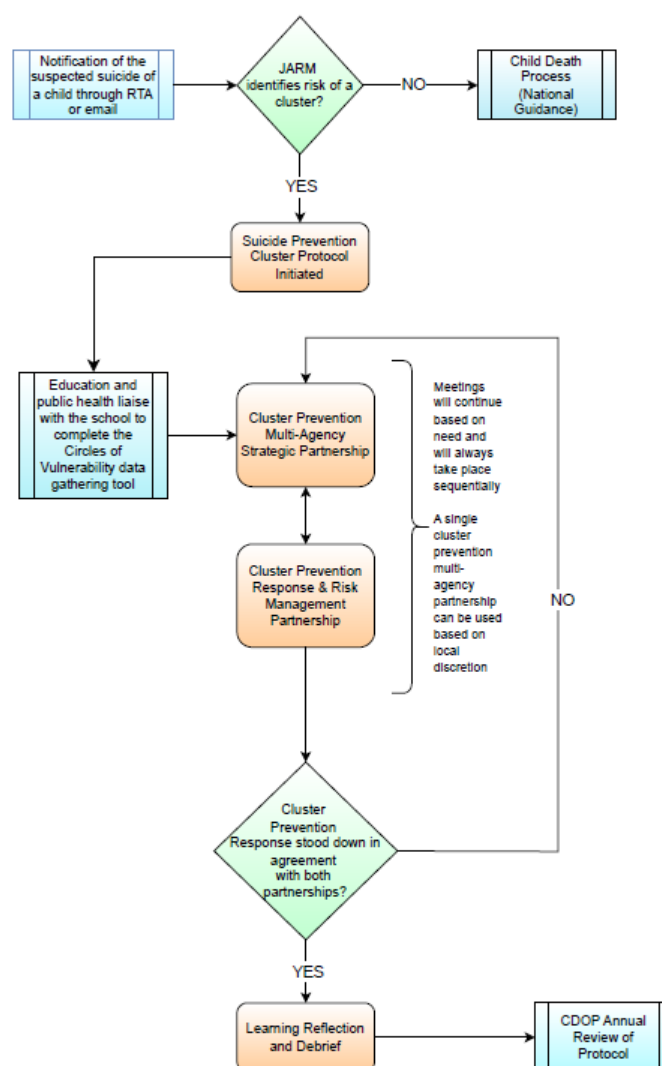 Notification of the
suspected suicide of
a child through RTA
or email
JARM
identifies risk of a
cluster?
NO
Child Death
Process
(National
Guidance)
YES
Suicide Prevention
Cluster Protocol
Initiated
Education and
public health liaise
with the school to
complete the
Circles of
Vulnerability data
gathering tool
Cluster Prevention
Multi-Agency
Strategic Partnership
Meetings
will continue
based on
need and
will always
take place
sequentially
A single
cluster
prevention
multi-
agency
partnership
can be used
based on
local
discretion
Cluster Prevention
Response & Risk
Management
Partnership
NO
Cluster
Prevention
Response stood down in
agreement
with both
partnerships?
YES
Learning Reflection
and Debrief
CDOP Annual
Review of
Protocol